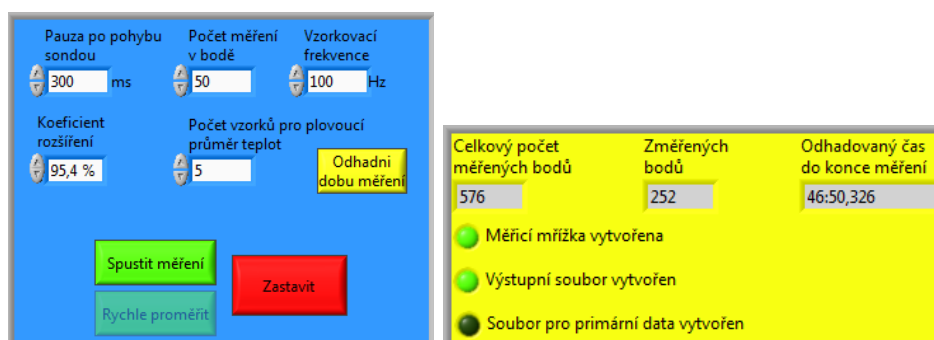 Pauza po pohybu
sondou
300 ms
Počet měření
v bodě
50
Vzorkovací
frekvence
100 Hz
Koeficient
rozšíření
95,4 %
Počet vzorků pro plovoucí
průměr teplot
5
Odhadni
dobu měření
Spustit měření
Zastavit
Rychle proměřit
Celkový počet
měřených bodů
576
Změřených
bodů
252
Odhadovaný čas
do konce měření
46:50,326
Měřicí mřížka vytvořena
Výstupní soubor vytvořen
Soubor pro primární data vytvořen